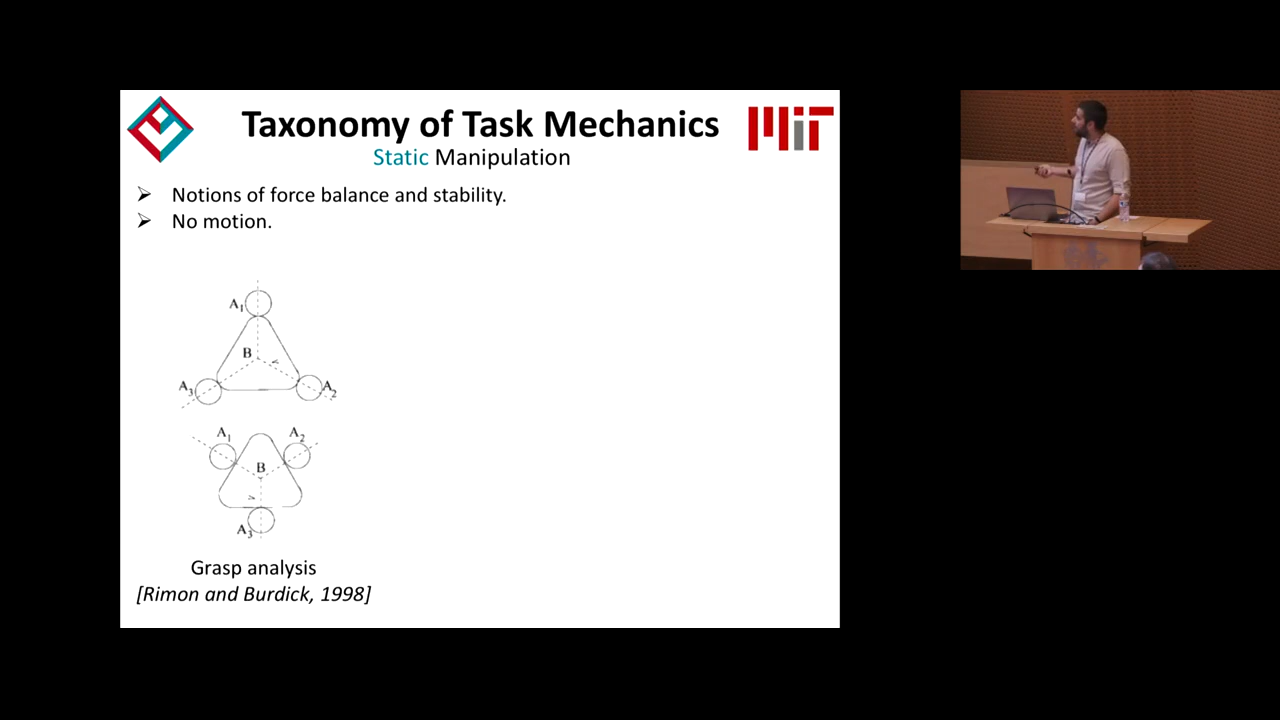 Taxonomy of Task Mechanics
MIT
Static Manipulation
Notions of force balance and stability.
No motion.
A1
B
A3
A2
A1
A2
B
A3
Grasp analysis
[Rimon and Burdick, 1998]